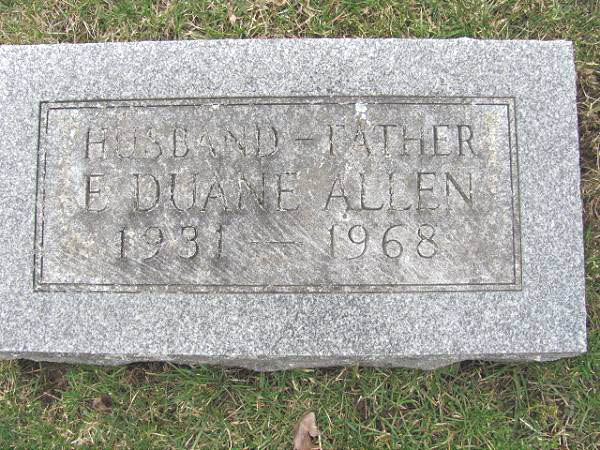 HUSBAND – FATHER
E DUANE ALLEN
1931 — 1968